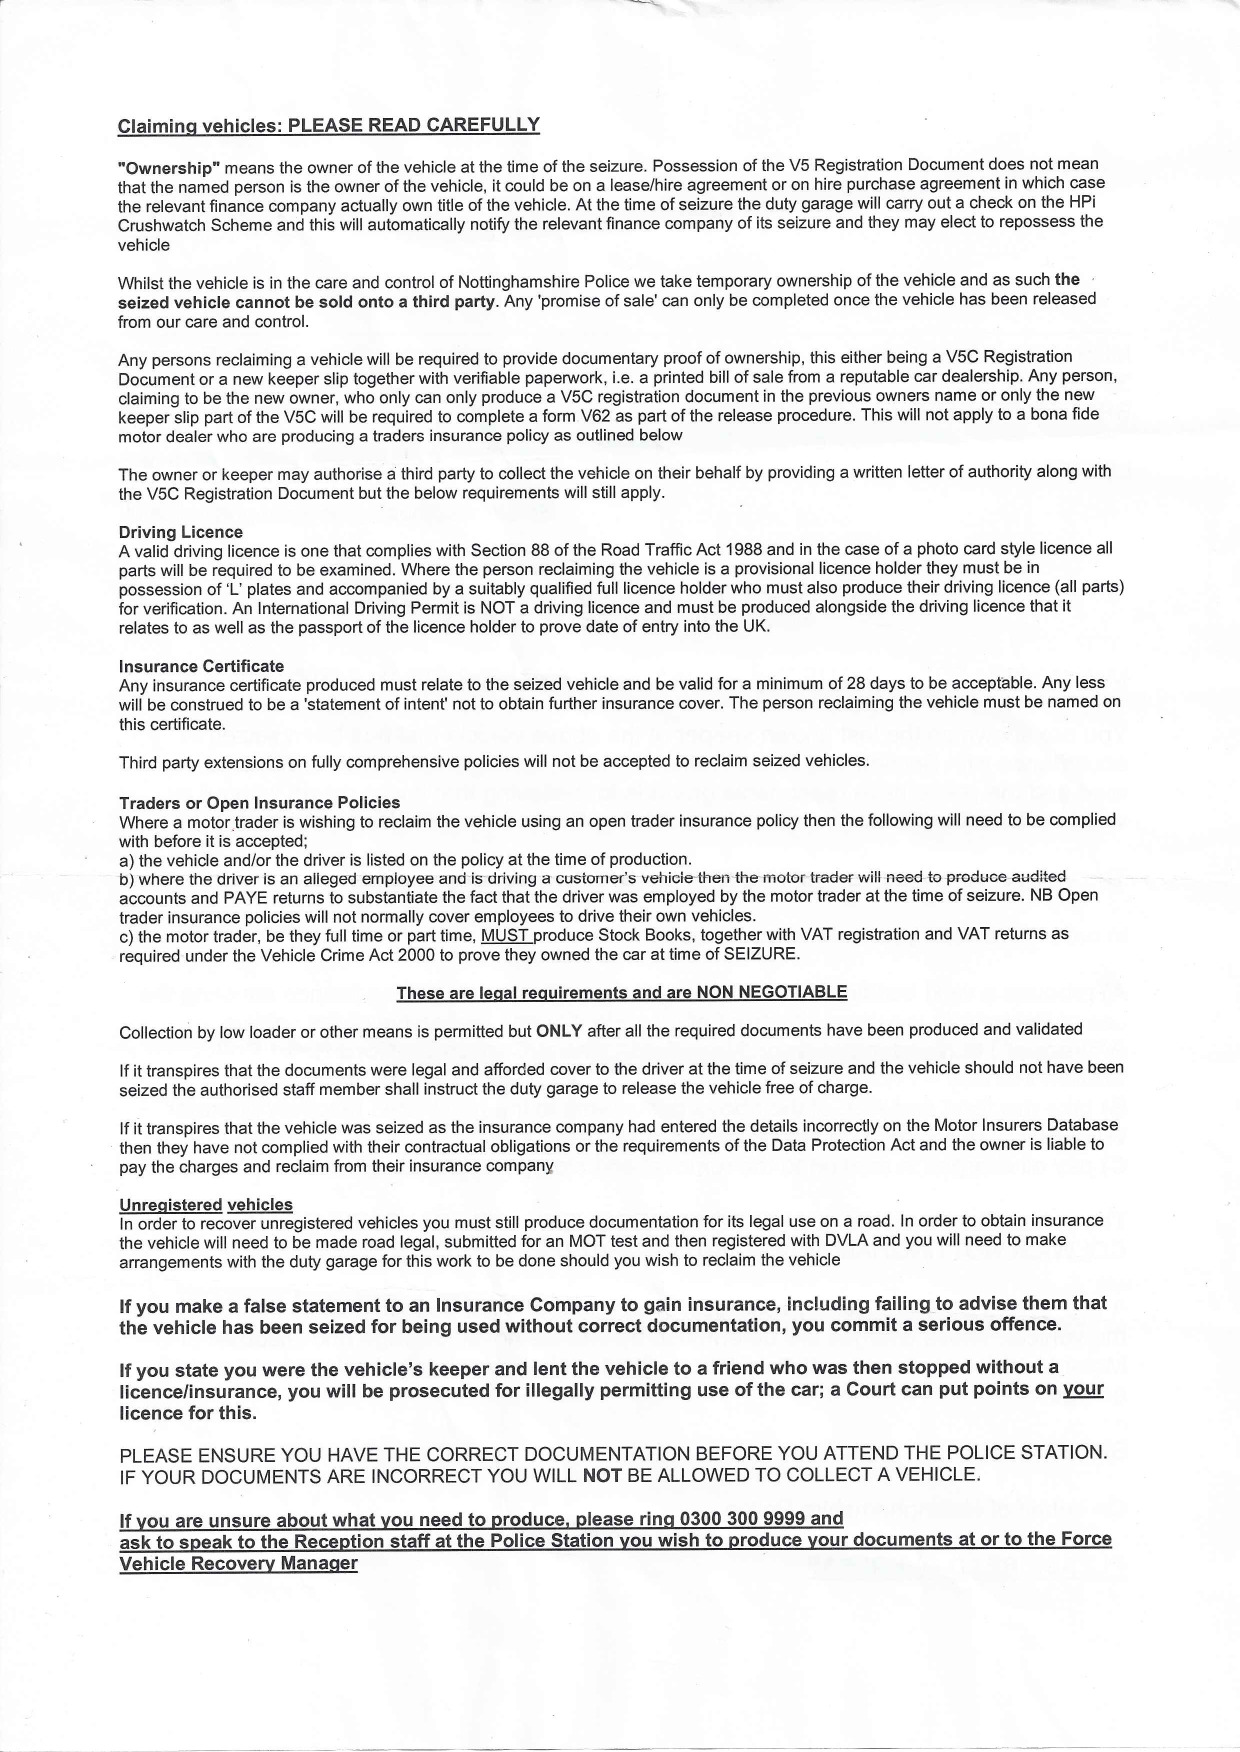 Claiming vehicles: PLEASE READ CAREFULLY
"Ownership" means the owner of the vehicle at the time of the seizure. Possession of the V5 Registration Document does not mean
that the named person is the owner of the vehicle, it could be on a lease/hire agreement or on hire purchase agreement in which case
the relevant finance company actually own title of the vehicle. At the time of seizure the duty garage will carry out a check on the HPi
Crushwatch Scheme and this will automatically notify the relevant finance company of its seizure and they may elect to repossess the
vehicle
Whilst the vehicle is in the care and control of Nottinghamshire Police we take temporary ownership of the vehicle and as such the
seized vehicle cannot be sold onto a third party. Any 'promise of sale' can only be completed once the vehicle has been released
from our care and control.
Any persons reclaiming a vehicle will be required to provide documentary proof of ownership, this either being a V5C Registration
Document or a new keeper slip together with verifiable paperwork, i.e. a printed bill of sale from a reputable car dealership. Any person,
claiming to be the new owner, who only can only produce a V5C registration document in the previous owners name or only the new
keeper slip part of the V5C will be required to complete a form V62 as part of the release procedure. This will not apply to a bona fide
motor dealer who are producing a traders insurance policy as outlined below
The owner or keeper may authorise a third party to collect the vehicle on their behalf by providing a written letter of authority along with
the V5C Registration Document but the below requirements will still apply.
Driving Licence
A valid driving licence is one that complies with Section 88 of the Road Traffic Act 1988 and in the case of a photo card style licence all
parts will be required to be examined. Where the person reclaiming the vehicle is a provisional licence holder they must be in
possession of 'L' plates and accompanied by a suitably qualified full licence holder who must also produce their driving licence (all parts)
for verification. An International Driving Permit is NOT a driving licence and must be produced alongside the driving licence that it
relates to as well as the passport of the licence holder to prove date of entry into the UK.
Insurance Certificate
Any insurance certificate produced must relate to the seized vehicle and be valid for a minimum of 28 days to be acceptable. Any less
will be construed to be a 'statement of intent' not to obtain further insurance cover. The person reclaiming the vehicle must be named on
this certificate.
Third party extensions on fully comprehensive policies will not be accepted to reclaim seized vehicles.
Traders or Open Insurance Policies
Where a motor trader is wishing to reclaim the vehicle using an open trader insurance policy then the following will need to be complied
with before it is accepted;
a) the vehicle and/or the driver is listed on the policy at the time of production.
b) where the driver is an alleged employee and is driving a customer's vehicle then the motor trader will need to produce audited
accounts and PAYE returns to substantiate the fact that the driver was employed by the motor trader at the time of seizure. NB Open
trader insurance policies will not normally cover employees to drive their own vehicles.
c) the motor trader, be they full time or part time, MUST produce Stock Books, together with VAT registration and VAT returns as
required under the Vehicle Crime Act 2000 to prove they owned the car at time of SEIZURE.
These are legal requirements and are NON NEGOTIABLE
Collection by low loader or other means is permitted but ONLY after all the required documents have been produced and validated
If it transpires that the documents were legal and afforded cover to the driver at the time of seizure and the vehicle should not have been
seized the authorised staff member shall instruct the duty garage to release the vehicle free of charge.
If it transpires that the vehicle was seized as the insurance company had entered the details incorrectly on the Motor Insurers Database
then they have not complied with their contractual obligations or the requirements of the Data Protection Act and the owner is liable to
pay the charges and reclaim from their insurance company
Unregistered vehicles
In order to recover unregistered vehicles you must still produce documentation for its legal use on a road. In order to obtain insurance
the vehicle will need to be made road legal, submitted for an MOT test and then registered with DVLA and you will need to make
arrangements with the duty garage for this work to be done should you wish to reclaim the vehicle
If you make a false statement to an Insurance Company to gain insurance, including failing to advise them that
the vehicle has been seized for being used without correct documentation, you commit a serious offence.
If you state you were the vehicle's keeper and lent the vehicle to a friend who was then stopped without a
licence/insurance, you will be prosecuted for illegally permitting use of the car; a Court can put points on your
licence for this.
PLEASE ENSURE YOU HAVE THE CORRECT DOCUMENTATION BEFORE YOU ATTEND THE POLICE STATION.
IF YOUR DOCUMENTS ARE INCORRECT YOU WILL NOT BE ALLOWED TO COLLECT A VEHICLE.
If you are unsure about what you need to produce, please ring 0300 300 9999 and
ask to speak to the Reception staff at the Police Station you wish to produce your documents at or to the Force
Vehicle Recovery Manager